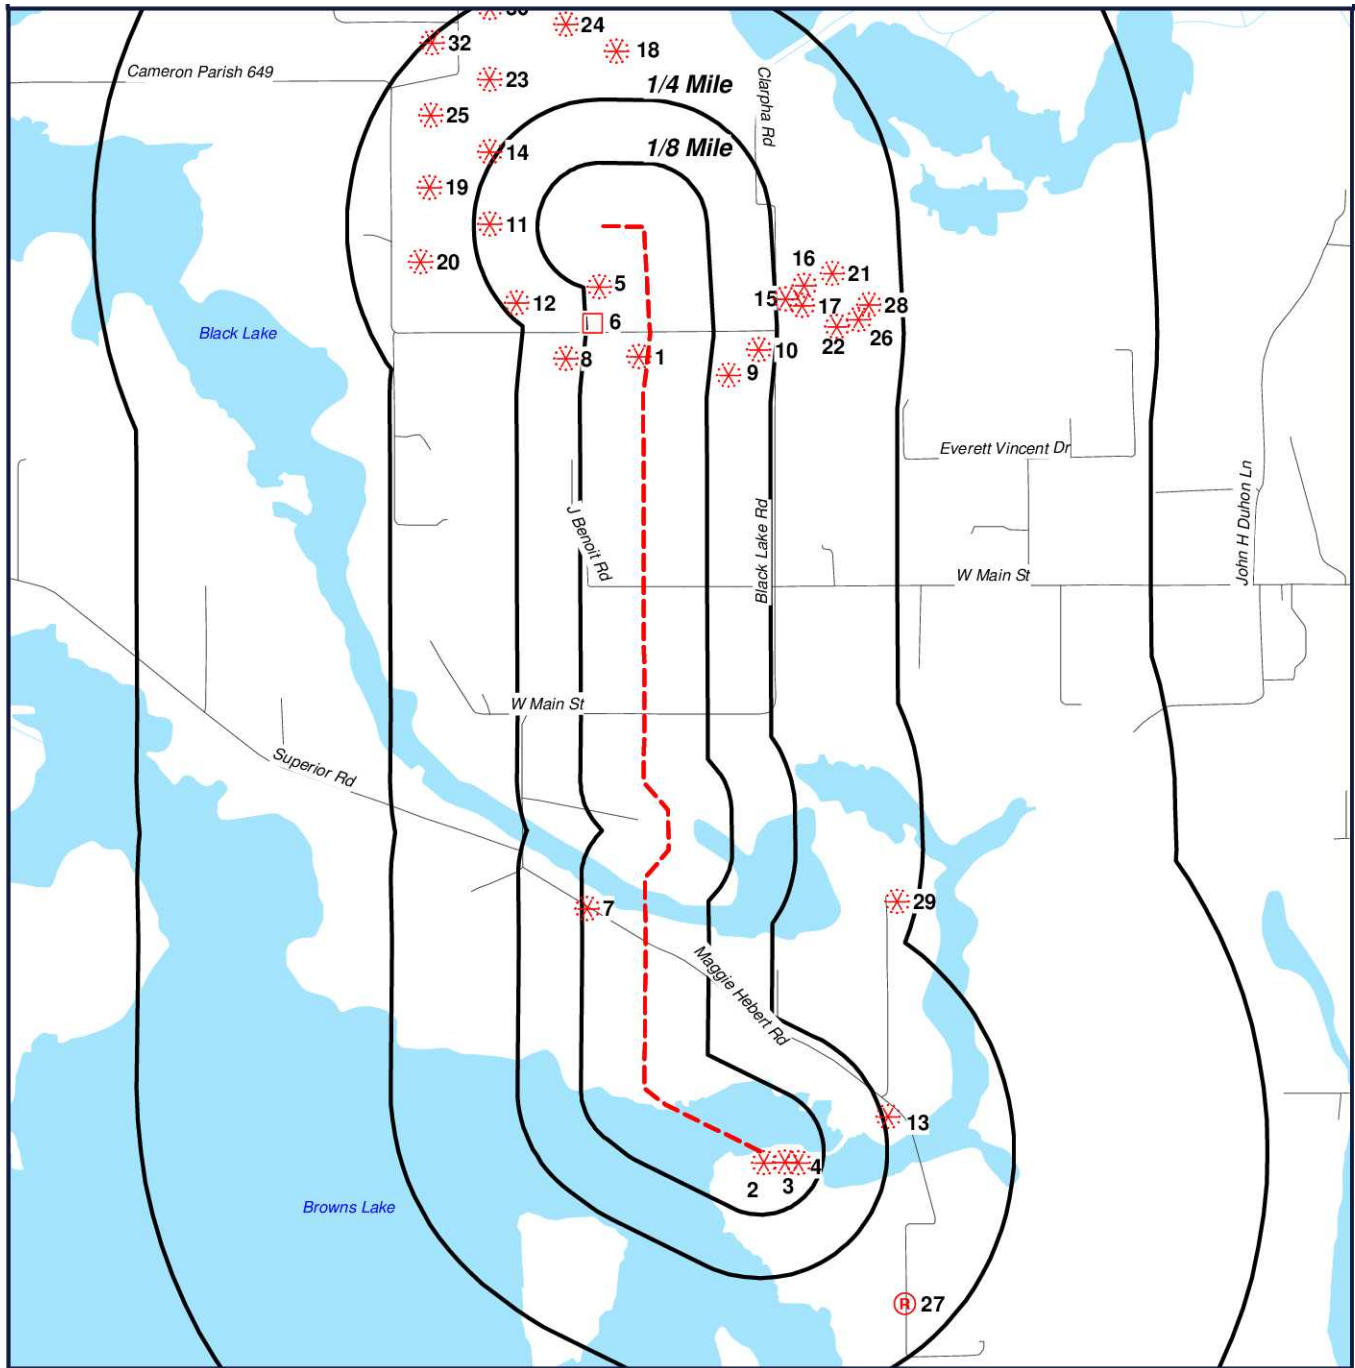 24
32
18
Cameron Parish 649
23
1/4 Mile
Clarpha Rd
25
1/8 Mile
14
19
11
20
16
21
5
15
12
17
28
6
Black Lake
22
26
8
1
10
9
Everett Vincent Dr
John H Duhon Ln
J Benoit Rd
Black Lake Rd
W Main St
W Main St
Superior Rd
29
7
Maggie Hebert Rd
13
2
3
4
Browns Lake
R
27